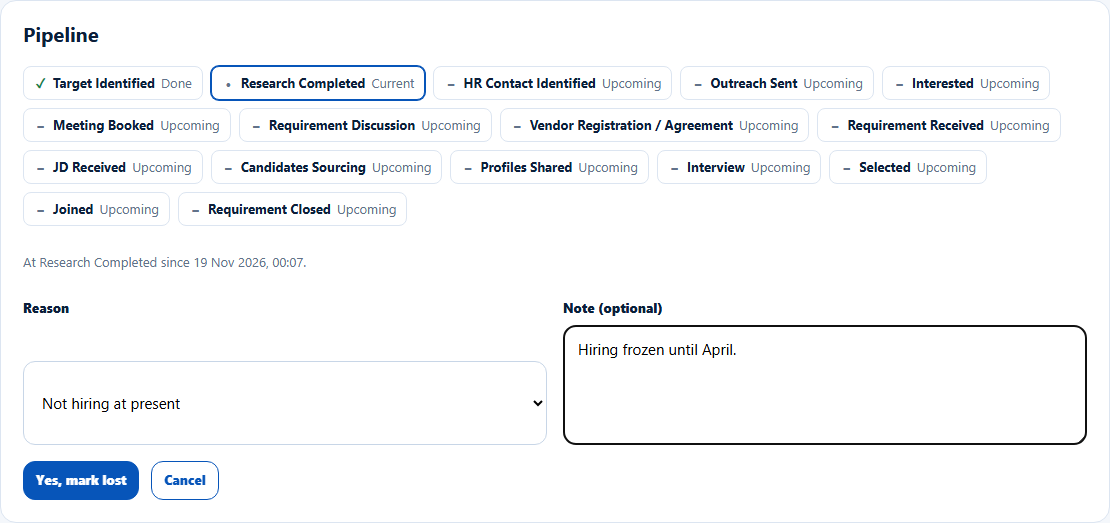 Pipeline
✓ Target Identified Done • Research Completed Current – HR Contact Identified Upcoming – Outreach Sent Upcoming – Interested Upcoming
– Meeting Booked Upcoming – Requirement Discussion Upcoming – Vendor Registration / Agreement Upcoming – Requirement Received Upcoming
– JD Received Upcoming – Candidates Sourcing Upcoming – Profiles Shared Upcoming – Interview Upcoming – Selected Upcoming
– Joined Upcoming – Requirement Closed Upcoming
At Research Completed since 19 Nov 2026, 00:07.
Reason
Not hiring at present
Note (optional)
Hiring frozen until April.
Yes, mark lost Cancel